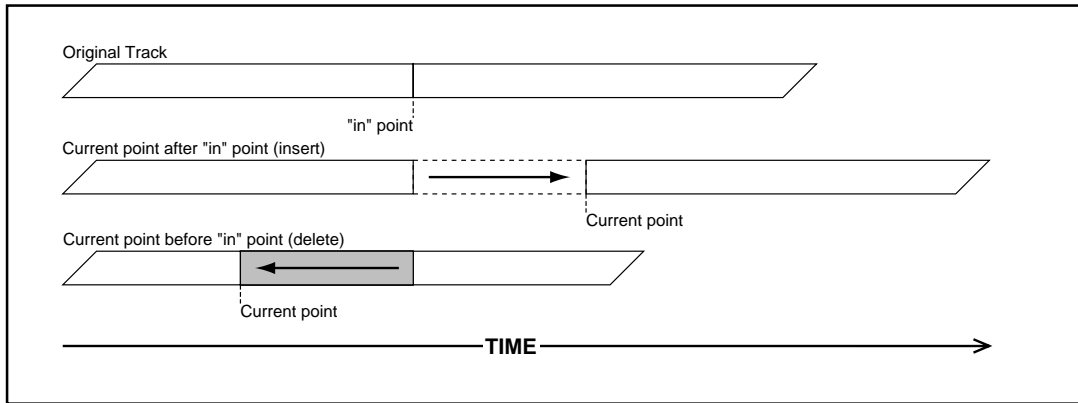 Original Track
"in" point
Current point after "in" point (insert)
Current point
Current point before "in" point (delete)
Current point
TIME